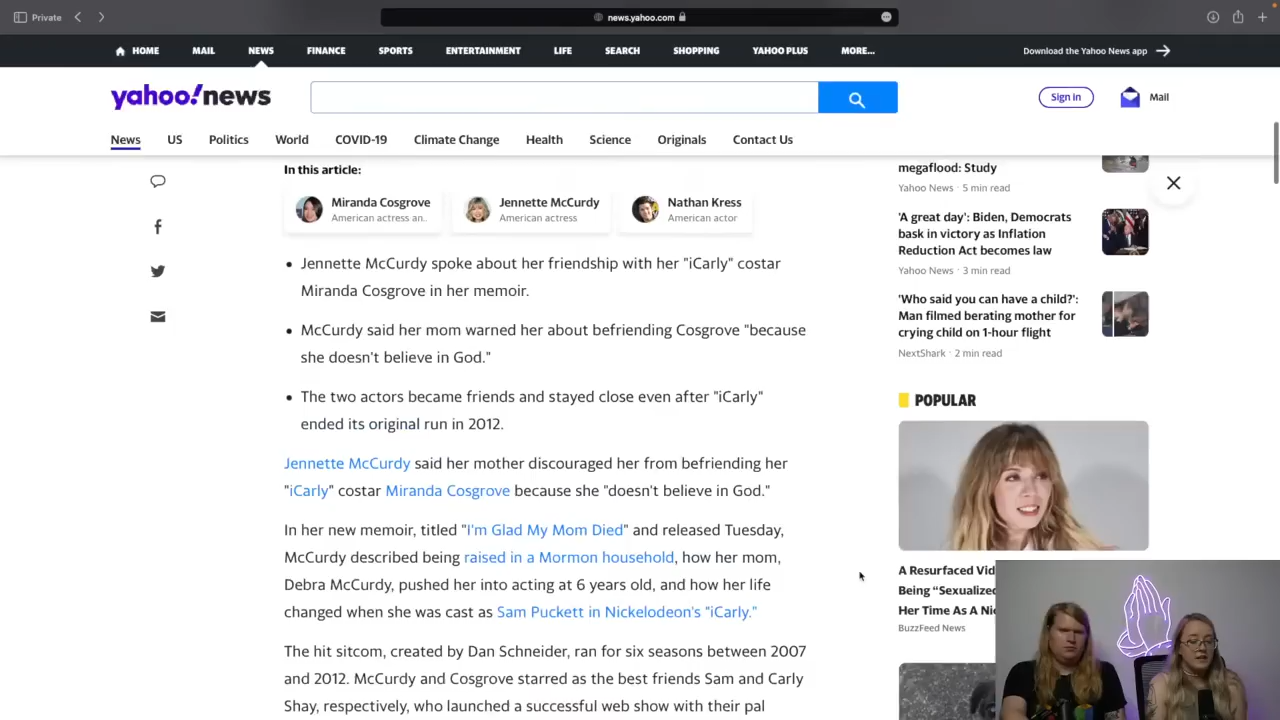 Private
news.yahoo.com
HOME MAIL NEWS FINANCE SPORTS ENTERTAINMENT LIFE SEARCH SHOPPING YAHOO PLUS MORE...
Download the Yahoo News app
yahoo!news
Sign in
Mail
News US Politics World COVID-19 Climate Change Health Science Originals Contact Us
In this article:
Miranda Cosgrove
American actress an..
Jennette McCurdy
American actress
Nathan Kress
American actor
• Jennette McCurdy spoke about her friendship with her "iCarly" costar
Miranda Cosgrove in her memoir.
• McCurdy said her mom warned her about befriending Cosgrove "because
she doesn't believe in God."
• The two actors became friends and stayed close even after "iCarly"
ended its original run in 2012.
Jennette McCurdy said her mother discouraged her from befriending her
"iCarly" costar Miranda Cosgrove because she "doesn't believe in God."
In her new memoir, titled "I'm Glad My Mom Died" and released Tuesday,
McCurdy described being raised in a Mormon household, how her mom,
Debra McCurdy, pushed her into acting at 6 years old, and how her life
changed when she was cast as Sam Puckett in Nickelodeon's "iCarly."
The hit sitcom, created by Dan Schneider, ran for six seasons between 2007
and 2012. McCurdy and Cosgrove starred as the best friends Sam and Carly
Shay, respectively, who launched a successful web show with their pal
megaflood: Study
Yahoo News · 5 min read
'A great day': Biden, Democrats
bask in victory as Inflation
Reduction Act becomes law
Yahoo News · 3 min read
'Who said you can have a child?':
Man filmed berating mother for
crying child on 1-hour flight
NextShark · 2 min read
POPULAR
A Resurfaced Vid
Being "Sexualize
Her Time As A Ni
BuzzFeed News